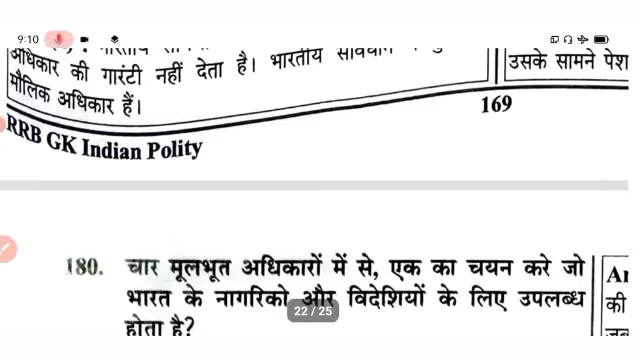 9:10
अधिकार की गारंटी नहीं देता है। भारतीय संविधान
मौलिक अधिकार हैं।
उसके सामने पेश
169
RRB GK Indian Polity
180. चार मूलभूत अधिकारों में से, एक का चयन करे जो
भारत के नागरिको और विदेशियों के लिए उपलब्ध
होता है?
22 / 25
की